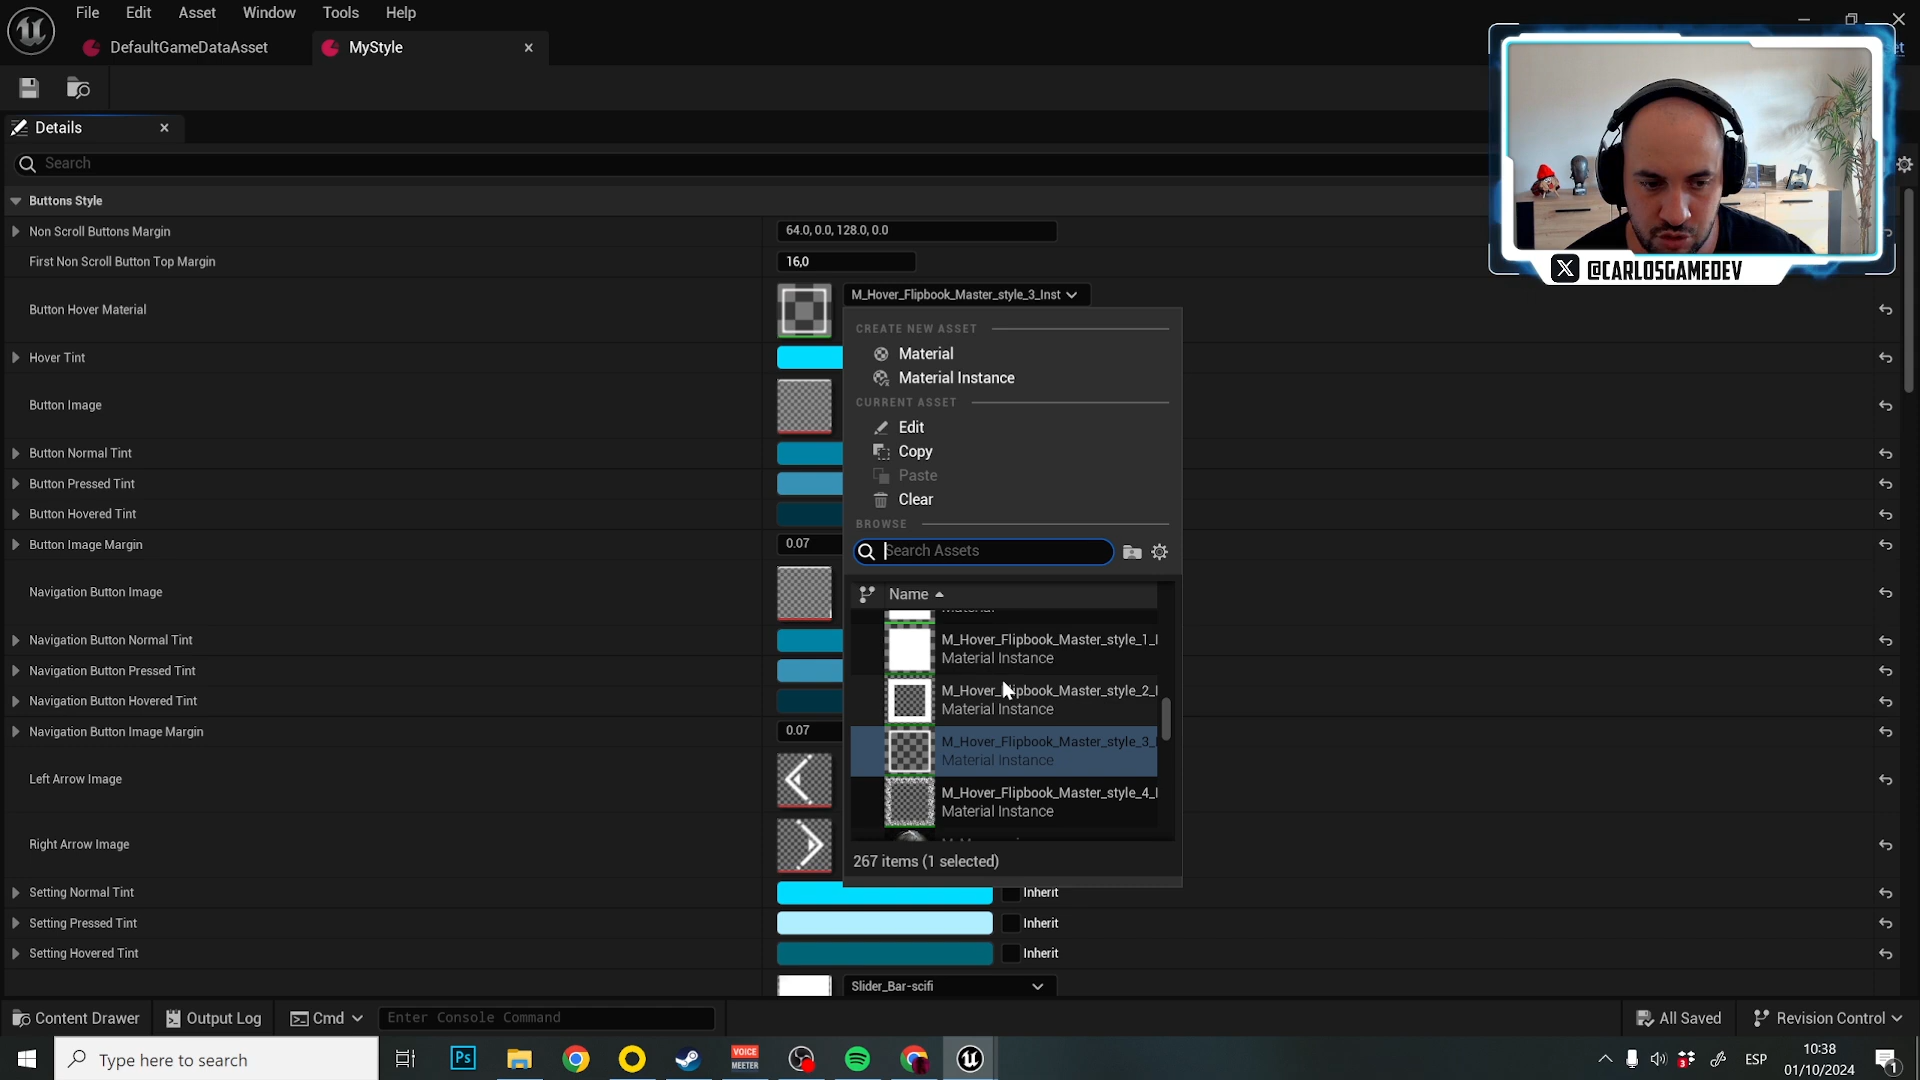 File Edit Asset Window Tools Help
DefaultGameDataAsset
MyStyle
Details
Search
Buttons Style
Non Scroll Buttons Margin
64.0, 0.0, 128.0, 0.0
First Non Scroll Button Top Margin
16,0
Button Hover Material
M_Hover_Flipbook_Master_style_3_Inst
Hover Tint
Button Image
Button Normal Tint
Button Pressed Tint
Button Hovered Tint
Button Image Margin
0.07
Navigation Button Image
Navigation Button Normal Tint
Navigation Button Pressed Tint
Navigation Button Hovered Tint
Navigation Button Image Margin
0.07
Left Arrow Image
Right Arrow Image
Setting Normal Tint
Inherit
Setting Pressed Tint
Inherit
Setting Hovered Tint
Inherit
Slider_Bar-scifi
CREATE NEW ASSET
Material
Material Instance
CURRENT ASSET
Edit
Copy
Paste
Clear
BROWSE
Search Assets
Name
M_Hover_Flipbook_Master_style_1_I
Material Instance
M_Hover_Flipbook_Master_style_2_I
Material Instance
M_Hover_Flipbook_Master_style_3_I
Material Instance
M_Hover_Flipbook_Master_style_4_I
Material Instance
267 items (1 selected)
X @CARLOSGAMEDEV
Content Drawer
Output Log
Cmd
Enter Console Command
All Saved
Revision Control
Type here to search
Ps
VOICE
MEETER
3
ESP
10:38
01/10/2024
1